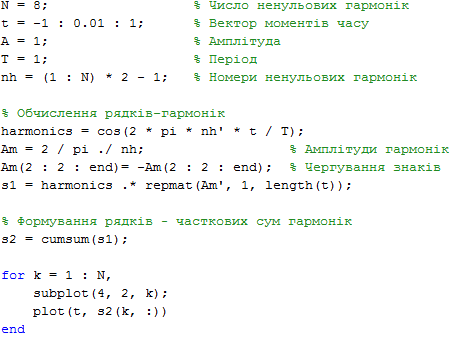 N = 8; % Число ненульових гармонік
t = -1 : 0.01 : 1; % Вектор моментів часу
A = 1; % Амплітуда
T = 1; % Період
nh = (1 : N) * 2 - 1; % Номери ненульових гармонік
% Обчислення рядків-гармонік
harmonics = cos(2 * pi * nh' * t / T);
Am = 2 / pi ./ nh; % Амплітуди гармонік
Am(2 : 2 : end)= -Am(2 : 2 : end); % Чергування знаків
s1 = harmonics .* repmat(Am', 1, length(t));
% Формування рядків - часткових сум гармонік
s2 = cumsum(s1);
for k = 1 : N,
subplot(4, 2, k);
plot(t, s2(k, :))
end